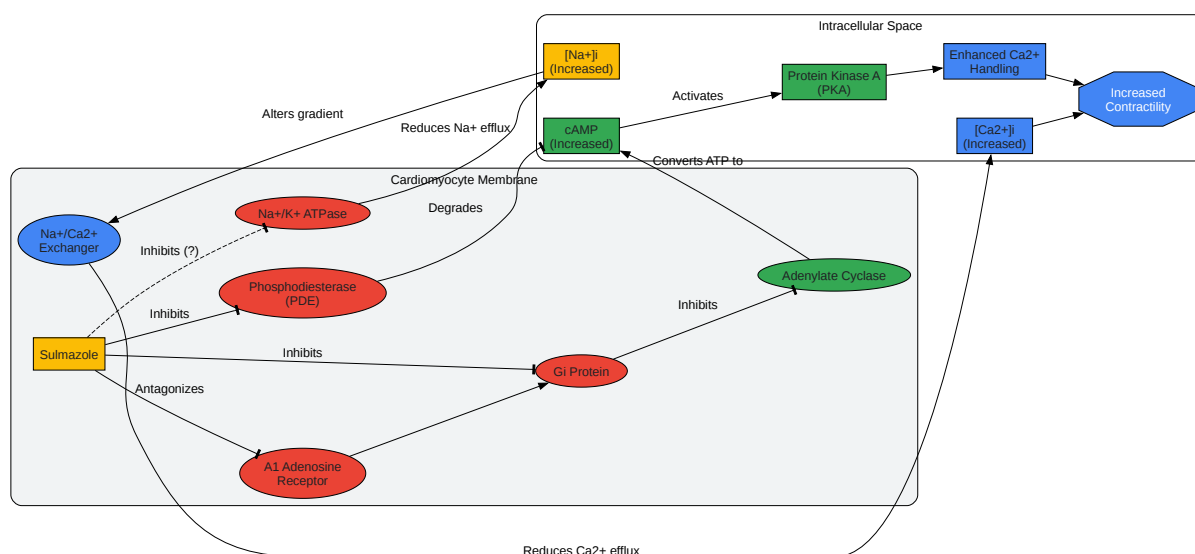 Intracellular Space
[Na+]i
(Increased)
Enhanced Ca2+
Handling
Protein Kinase A
(PKA)
Increased
Contractility
Activates
Alters gradient
Reduces Na+ efflux
cAMP
(Increased)
[Ca2+]i
(Increased)
Converts ATP to
Cardiomyocyte Membrane
Degrades
Na+/K+ ATPase
Na+/Ca2+
Exchanger
Inhibits (?)
Phosphodiesterase
(PDE)
Adenylate Cyclase
Inhibits
Inhibits
Sulmazole
Inhibits
Gi Protein
Antagonizes
A1 Adenosine
Receptor
Reduces Ca2+ efflux